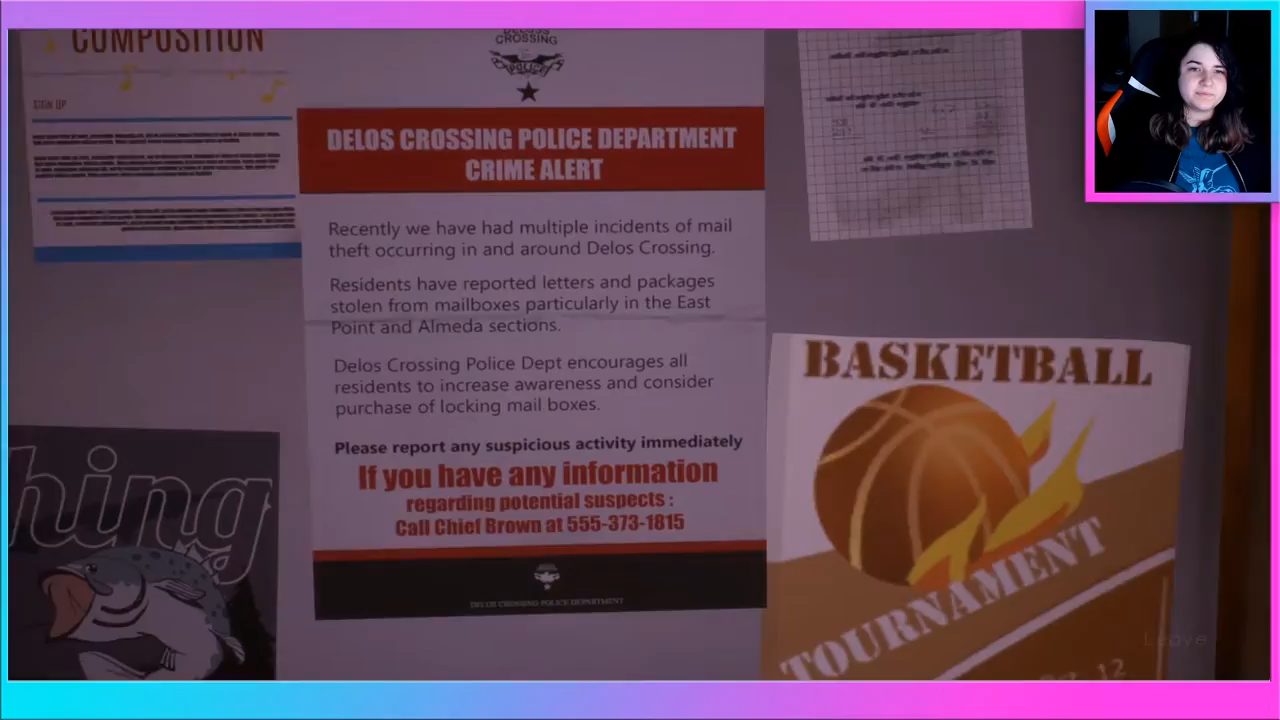 COMPOSITION
SIGN UP
DELOSS
CROSSING
POLICE
DELOS CROSSING POLICE DEPARTMENT
CRIME ALERT
Recently we have had multiple incidents of mail
theft occurring in and around Delos Crossing.
Residents have reported letters and packages
stolen from mailboxes particularly in the East
Point and Almeda sections.
Delos Crossing Police Dept encourages all
residents to increase awareness and consider
purchase of locking mail boxes.
Please report any suspicious activity immediately
If you have any information
regarding potential suspects :
Call Chief Brown at 555-373-1815
DELOS CROSSING POLICE DEPARTMENT
hing
BASKETBALL
TOURNAMENT
12
Leave